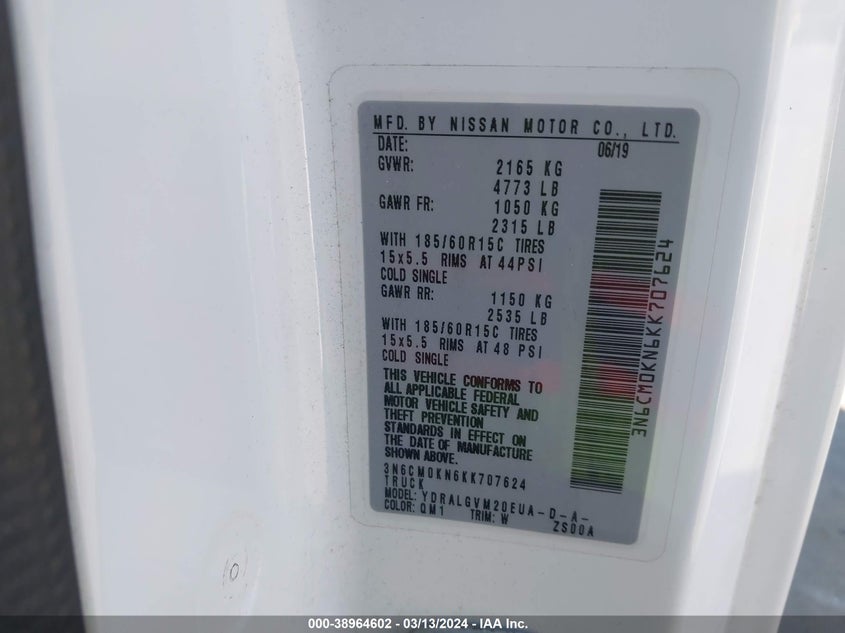 MFD. BY NISSAN MOTOR CO., LTD.
DATE: 06/19
GVWR: 2165 KG
4773 LB
GAWR FR: 1050 KG
2315 LB
WITH 185/60R15C TIRES
15x5.5 RIMS AT 44PSI
COLD SINGLE
GAWR RR: 1150 KG
2535 LB
WITH 185/60R15C TIRES
15x5.5 RIMS AT 48 PSI
COLD SINGLE
THIS VEHICLE CONFORMS TO
ALL APPLICABLE FEDERAL
MOTOR VEHICLE SAFETY AND
THEFT PREVENTION
STANDARDS IN EFFECT ON
THE DATE OF MANUFACTURE
SHOWN ABOVE.
3N6CM0KN6KK707624
TRUCK
MODEL: YDRALGVM20EUA-D-A-
COLOR: QM1 TRIM: W ZS00A
3N6CM0KN6KK707624
000-38964602 - 03/13/2024 - IAA Inc.